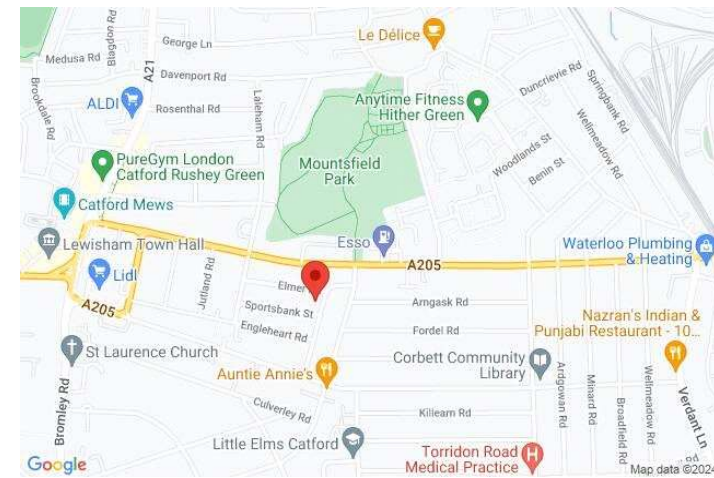 Le Délice
George Ln
Blagdon Rd
Medusa Rd
A21
Davenport Rd
Duncrievie Rd
Springbank Rd
Brookdale Rd
ALDI
Rosenthal Rd
Laleham Rd
Anytime Fitness
Hither Green
Wellmeadow Rd
Woodlands St
Benin St
PureGym London
Catford Rushey
Green
Mountsfield
Park
Catford Mews
Lewisham Town Hall
Esso
Waterloo Plumbing
& Heating
A205
Lidl
Jutland Rd
Elmer
Sportsbank St
Engleheart Rd
A205
Arngask Rd
Fordel Rd
Nazran's Indian &
Punjabi Restaurant - 10...
St Laurence Church
Auntie Annie's
Corbett Community
Library
Ardgowan Rd
Minard Rd
Broadfield Rd
Wellmeadow Rd
Verdant Ln
Bromley Rd
Culverley Rd
Killearn Rd
Little Elms Catford
Torridon Road
Medical Practice
Google
Map data ©2024